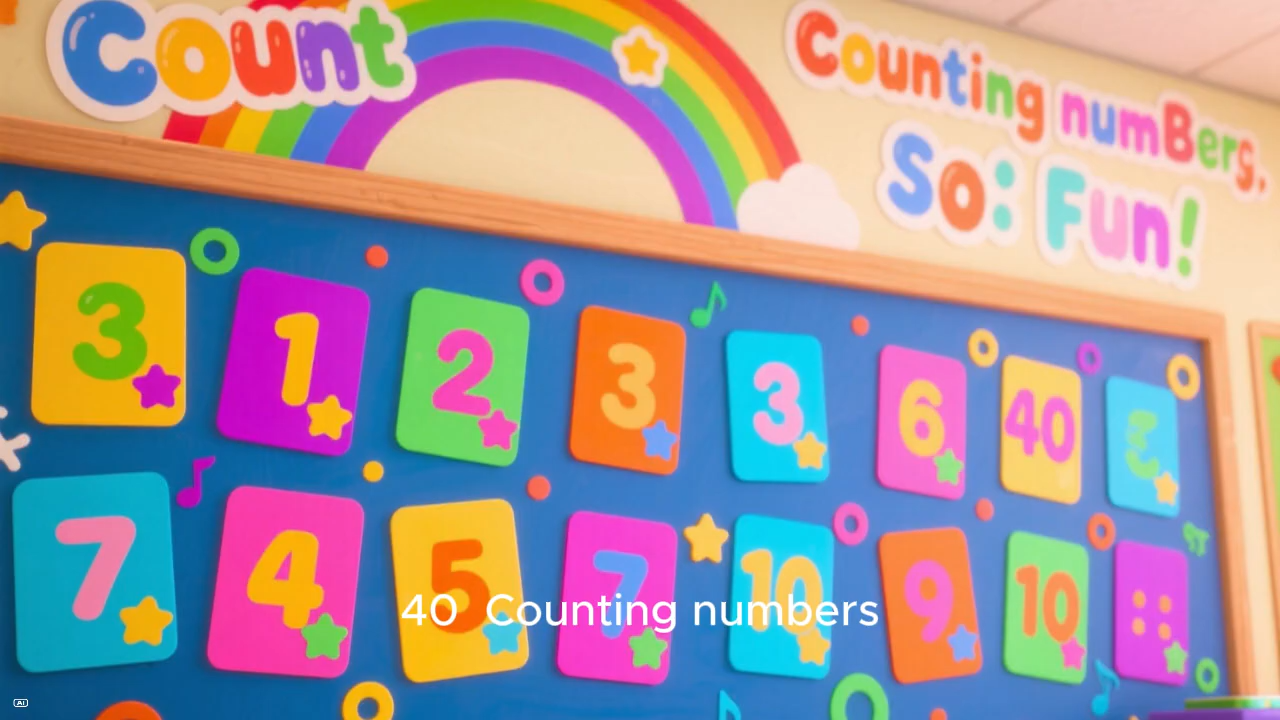 Count
Counting numBers,
So: Fun!
3 1 2 3 3 6 40
7 4 5 7 10 9 10
40 Counting numbers
AI